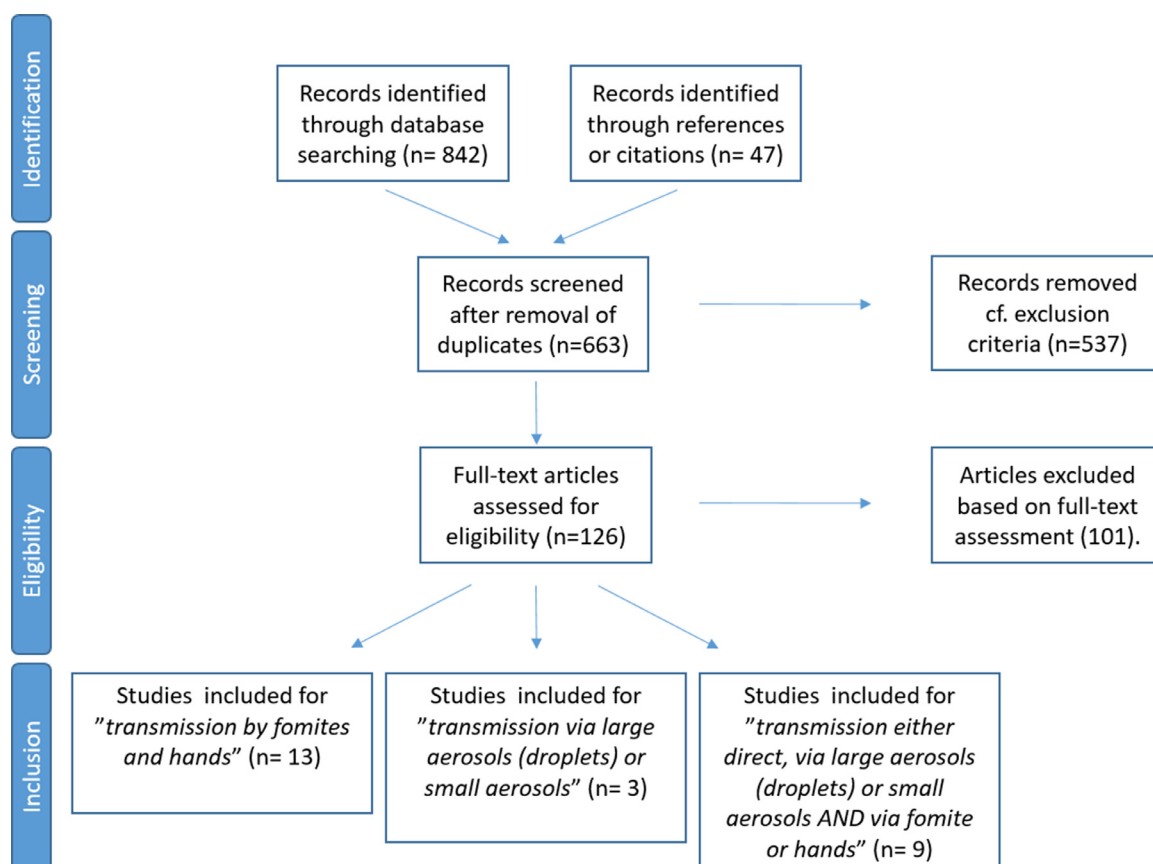 Identification
Records identified
through database
searching (n= 842)
Records identified
through references
or citations (n= 47)
Screening
Records screened
after removal of
duplicates (n=663)
Records removed
cf. exclusion
criteria (n=537)
Eligibility
Full-text articles
assessed for
eligibility (n=126)
Articles excluded
based on full-text
assessment (101).
Inclusion
Studies included for
”transmission by fomites
and hands” (n= 13)
Studies included for
”transmission via large
aerosols (droplets) or
small aerosols” (n= 3)
Studies included for
”transmission either
direct, via large aerosols
(droplets) or small
aerosols AND via fomite
or hands” (n= 9)